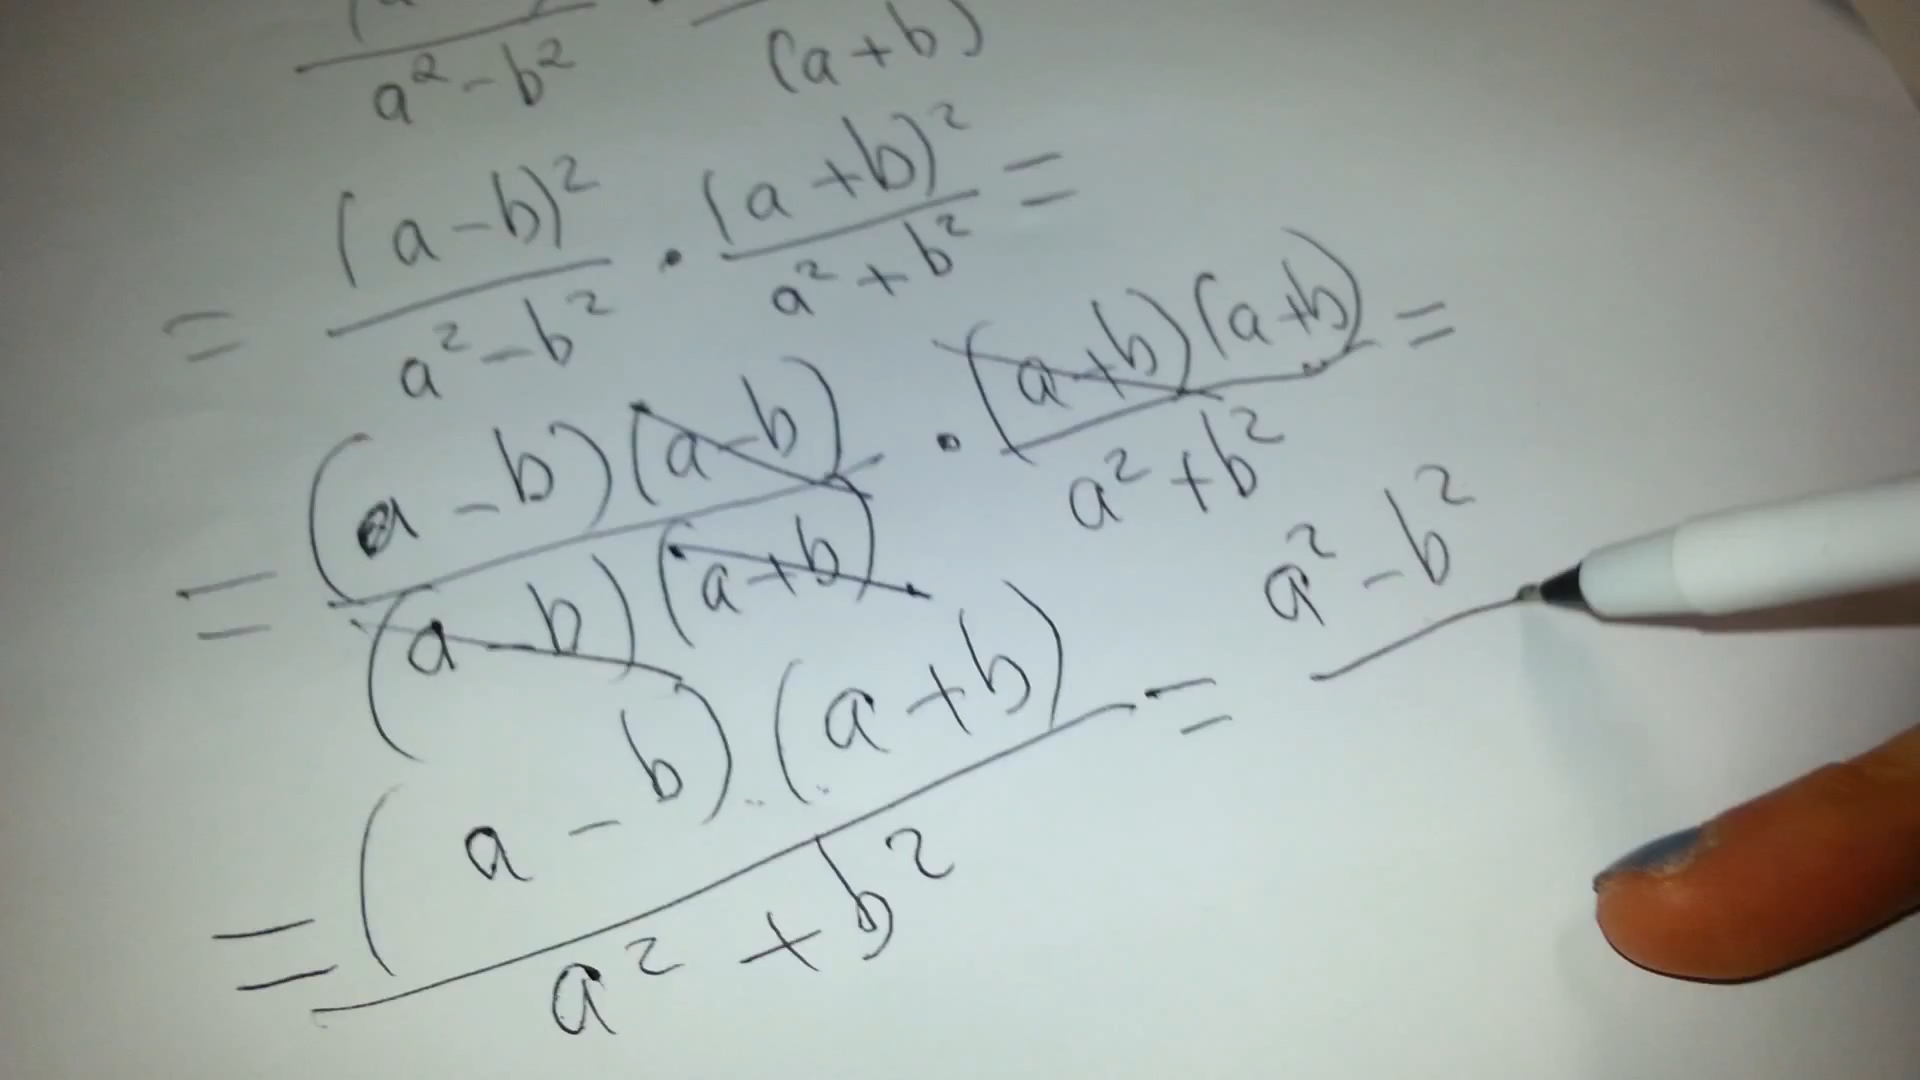 a² - b² (a + b)
= (a - b)² / a² - b² · (a + b)² / a² + b² =
= (a - b)(a - b) / (a - b)(a + b) · (a + b)(a + b) / a² + b² =
= (a - b) · (a + b) / a² + b² = a² - b²